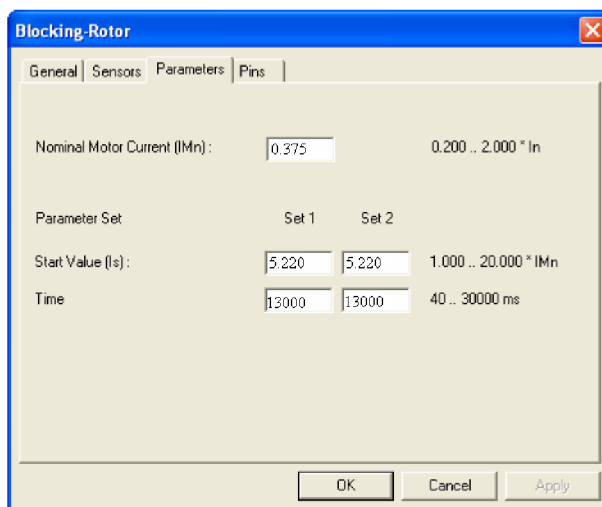 Blocking-Rotor
General Sensors Parameters Pins
Nominal Motor Current (IMn) : 0.375 0.200 .. 2.000 * In
Parameter Set Set 1 Set 2
Start Value (Is) : 5.220 5.220 1.000 .. 20.000 * IMn
Time 13000 13000 40 .. 30000 ms
OK Cancel Apply